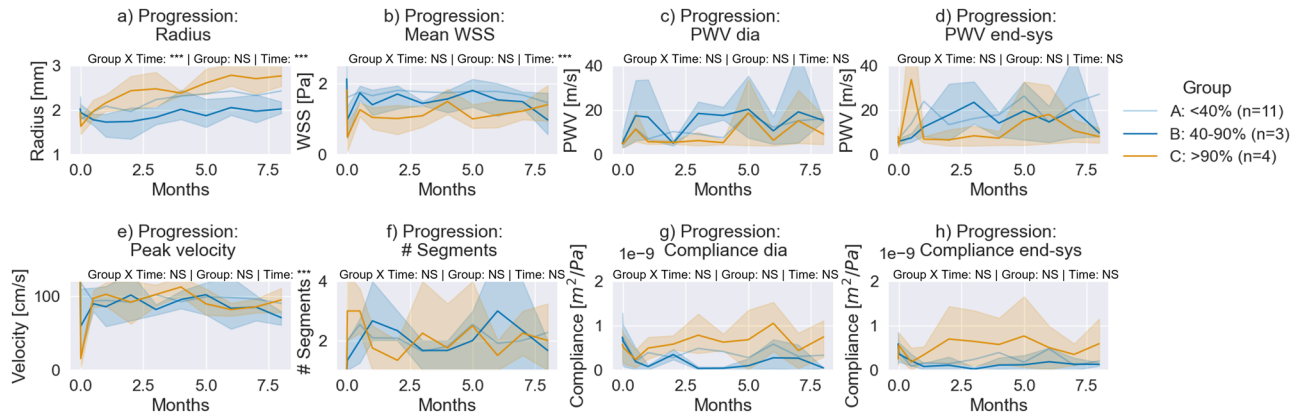 a) Progression:
Radius
Group X Time: *** | Group: NS | Time: ***
Radius [mm]
3
2
1
0.0 2.5 5.0 7.5
Months
b) Progression:
Mean WSS
Group X Time: NS | Group: NS | Time: ***
WSS [Pa]
2
0
0.0 2.5 5.0 7.5
Months
c) Progression:
PWV dia
Group X Time: NS | Group: NS | Time: NS
PWV [m/s]
40
20
0
0.0 2.5 5.0 7.5
Months
d) Progression:
PWV end-sys
Group X Time: NS | Group: NS | Time: NS
PWV [m/s]
40
20
0
0.0 2.5 5.0 7.5
Months
Group
A: <40% (n=11)
B: 40-90% (n=3)
C: >90% (n=4)
e) Progression:
Peak velocity
Group X Time: NS | Group: NS | Time: ***
Velocity [cm/s]
100
0
0.0 2.5 5.0 7.5
Months
f) Progression:
# Segments
Group X Time: NS | Group: NS | Time: NS
# Segments
4
2
0.0 2.5 5.0 7.5
Months
g) Progression:
1e−9 Compliance dia
Group X Time: NS | Group: NS | Time: NS
Compliance [m²/Pa]
2
1
0
0.0 2.5 5.0 7.5
Months
h) Progression:
1e−9 Compliance end-sys
Group X Time: NS | Group: NS | Time: NS
Compliance [m²/Pa]
2
1
0
0.0 2.5 5.0 7.5
Months